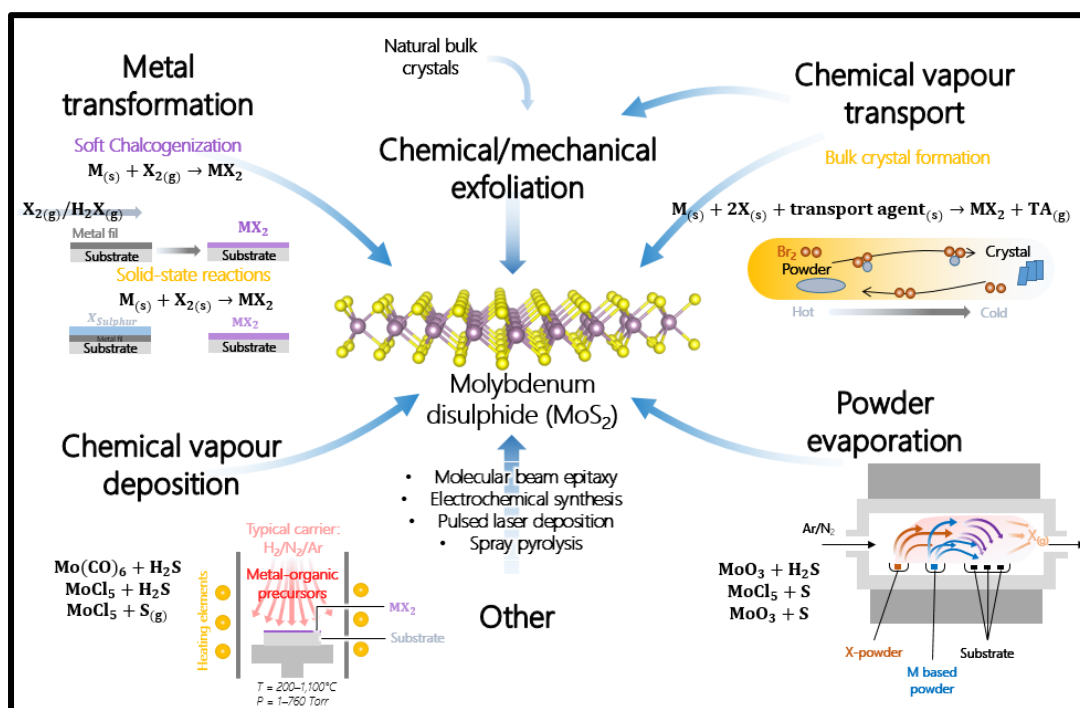 Metal
transformation
Soft Chalcogenization
M(s) + X2(g) → MX2
X2(g)/H2X(g)
Metal fil
Substrate
MX2
Substrate
Solid-state reactions
M(s) + X2(s) → MX2
XSulphur
Metal fil
Substrate
MX2
Substrate
Natural bulk
crystals
Chemical/mechanical
exfoliation
Chemical vapour
transport
Bulk crystal formation
M(s) + 2X(s) + transport agent(s) → MX2 + TA(g)
Br2
Powder
Crystal
Hot
Cold
Molybdenum
disulphide (MoS2)
Chemical vapour
deposition
Typical carrier:
H2/N2/Ar
Metal-organic
precursors
Mo(CO)6 + H2S
MoCl5 + H2S
MoCl5 + S(g)
Heating elements
MX2
Substrate
T = 200–1,100°C
P = 1–760 Torr
• Molecular beam epitaxy
• Electrochemical synthesis
• Pulsed laser deposition
• Spray pyrolysis
Other
Powder
evaporation
Ar/N2
X(g)
MoO3 + H2S
MoCl5 + S
MoO3 + S
X-powder
M based
powder
Substrate